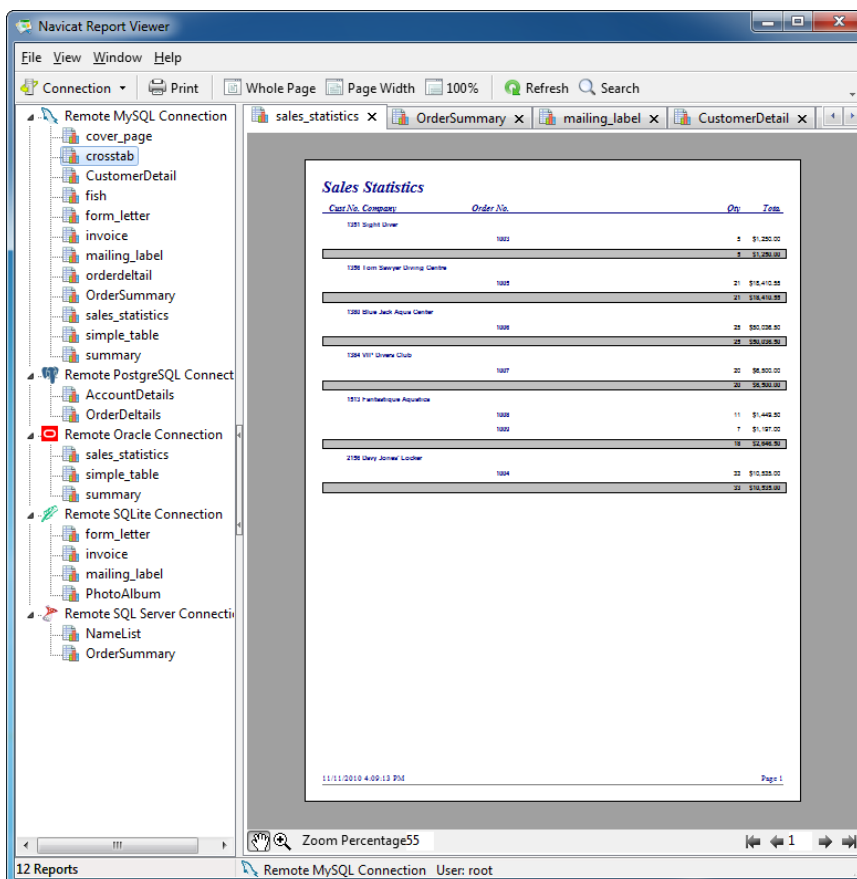 Navicat Report Viewer
File View Window Help
Connection Print Whole Page Page Width 100% Refresh Search
Remote MySQL Connection
cover_page
crosstab
CustomerDetail
fish
form_letter
invoice
mailing_label
orderdeltail
OrderSummary
sales_statistics
simple_table
summary
Remote PostgreSQL Connect
AccountDetails
OrderDeltails
Remote Oracle Connection
sales_statistics
simple_table
summary
Remote SQLite Connection
form_letter
invoice
mailing_label
PhotoAlbum
Remote SQL Server Connecti
NameList
OrderSummary
12 Reports
sales_statistics OrderSummary mailing_label CustomerDetail
Sales Statistics
Cust No. Company Order No. Qty Tota
1351 Sight Diver
1003 5 $1,250.00
5 $1,250.00
1356 Tom Sawyer Diving Centre
1005 21 $18,410.55
21 $18,410.55
1380 Blue Jack Aqua Center
1006 25 $50,036.50
25 $50,036.50
1384 VIP Divers Club
1007 20 $6,500.00
20 $6,500.00
1513 Fantastique Aquatica
1008 11 $1,449.50
1009 7 $1,197.00
18 $2,646.50
2156 Davy Jones' Locker
1004 33 $10,535.00
33 $10,535.00
11/11/2010 4:09:13 PM Page 1
Zoom Percentage55 1
Remote MySQL Connection User: root